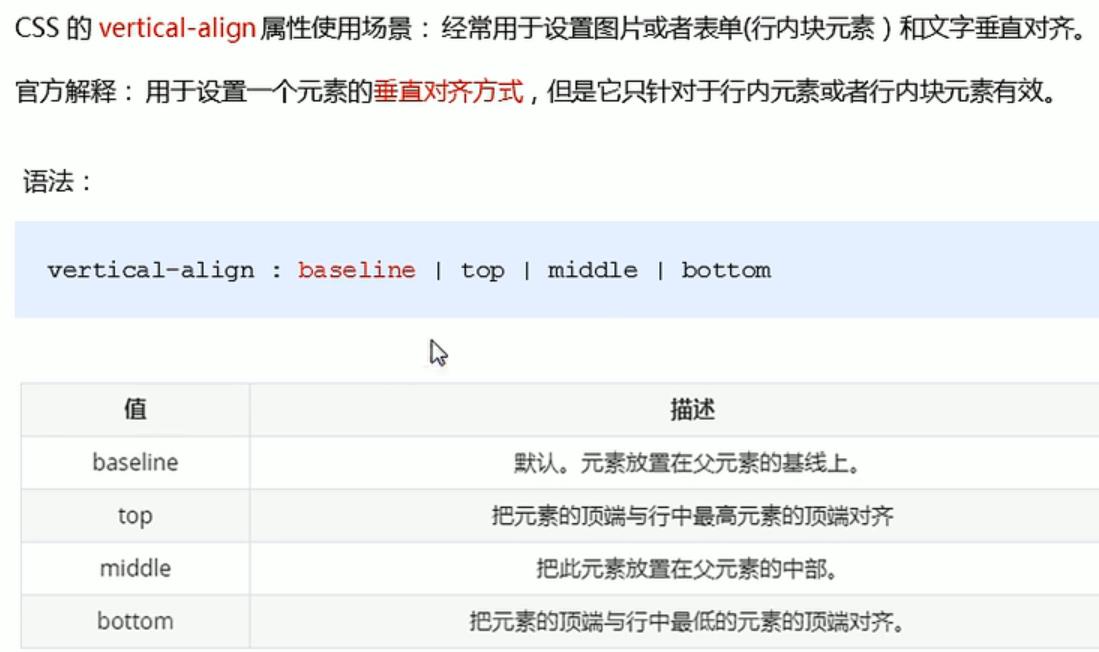 CSS 的 vertical-align 属性使用场景： 经常用于设置图片或者表单(行内块元素）和文字垂直对齐。
官方解释： 用于设置一个元素的垂直对齐方式，但是它只针对于行内元素或者行内块元素有效。
语法：
vertical-align : baseline | top | middle | bottom
值 描述
baseline 默认。元素放置在父元素的基线上。
top 把元素的顶端与行中最高元素的顶端对齐
middle 把此元素放置在父元素的中部。
bottom 把元素的顶端与行中最低的元素的顶端对齐。